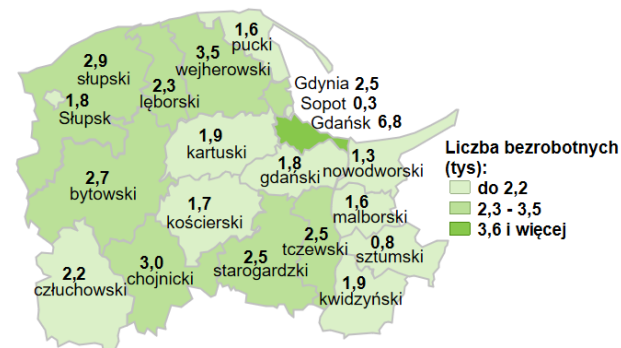 1,6
pucki
3,5
wejherowski
2,9
słupski
2,3
lęborski
1,8
Słupsk
Gdynia 2,5
Sopot 0,3
Gdańsk 6,8
1,9
kartuski
1,8
gdański
1,3
nowodworski
2,7
bytowski
1,7
kościerski
1,6
malborski
2,5
starogardzki
2,5
tczewski
0,8
sztumski
2,2
człuchowski
3,0
chojnicki
1,9
kwidzyński
Liczba bezrobotnych
(tys):
do 2,2
2,3 - 3,5
3,6 i więcej